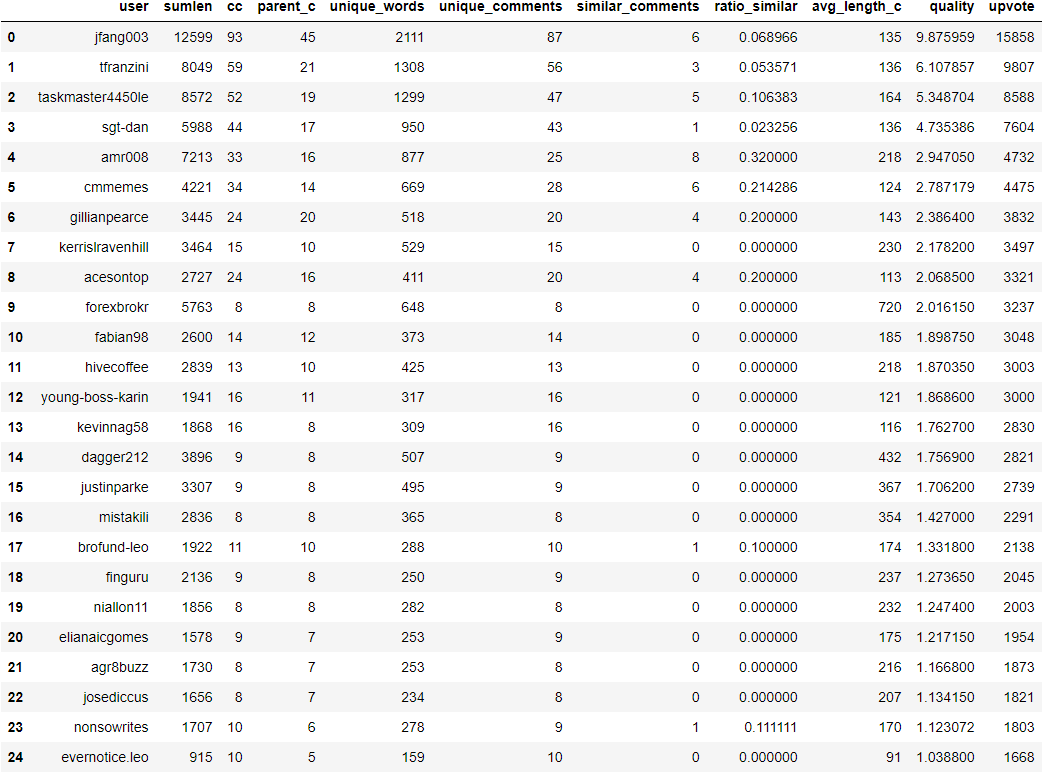 user sumlen cc parent_c unique_words unique_comments similar_comments ratio_similar avg_length_c quality upvote
0 jfang003 12599 93 45 2111 87 6 0.068966 135 9.875959 15858
1 tfranzini 8049 59 21 1308 56 3 0.053571 136 6.107857 9807
2 taskmaster4450le 8572 52 19 1299 47 5 0.106383 164 5.348704 8588
3 sgt-dan 5988 44 17 950 43 1 0.023256 136 4.735386 7604
4 amr008 7213 33 16 877 25 8 0.320000 218 2.947050 4732
5 cmmemes 4221 34 14 669 28 6 0.214286 124 2.787179 4475
6 gillianpearce 3445 24 20 518 20 4 0.200000 143 2.386400 3832
7 kerrislravenhill 3464 15 10 529 15 0 0.000000 230 2.178200 3497
8 acesontop 2727 24 16 411 20 4 0.200000 113 2.068500 3321
9 forexbrokr 5763 8 8 648 8 0 0.000000 720 2.016150 3237
10 fabian98 2600 14 12 373 14 0 0.000000 185 1.898750 3048
11 hivecoffee 2839 13 10 425 13 0 0.000000 218 1.870350 3003
12 young-boss-karin 1941 16 11 317 16 0 0.000000 121 1.868600 3000
13 kevinnag58 1868 16 8 309 16 0 0.000000 116 1.762700 2830
14 dagger212 3896 9 8 507 9 0 0.000000 432 1.756900 2821
15 justinparke 3307 9 8 495 9 0 0.000000 367 1.706200 2739
16 mistakili 2836 8 8 365 8 0 0.000000 354 1.427000 2291
17 brofund-leo 1922 11 10 288 10 1 0.100000 174 1.331800 2138
18 finguru 2136 9 8 250 9 0 0.000000 237 1.273650 2045
19 niallon11 1856 8 8 282 8 0 0.000000 232 1.247400 2003
20 elianaicgomes 1578 9 7 253 9 0 0.000000 175 1.217150 1954
21 agr8buzz 1730 8 7 253 8 0 0.000000 216 1.166800 1873
22 josediccus 1656 8 7 234 8 0 0.000000 207 1.134150 1821
23 nonsowrites 1707 10 6 278 9 1 0.111111 170 1.123072 1803
24 evernotice.leo 915 10 5 159 10 0 0.000000 91 1.038800 1668